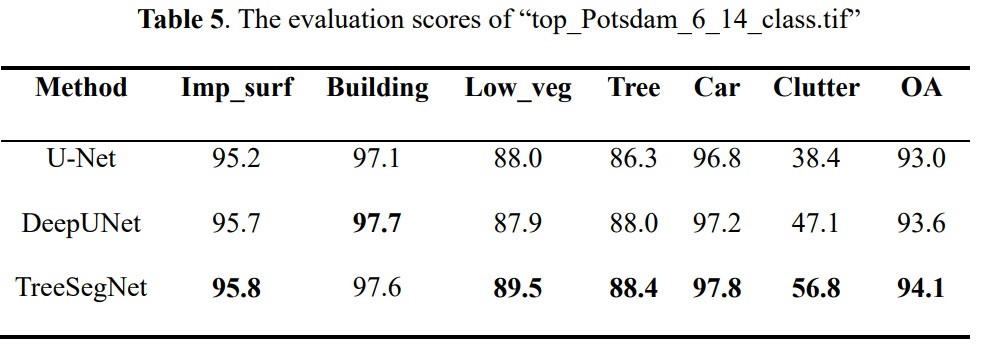 Table 5. The evaluation scores of “top_Potsdam_6_14_class.tif”
Method Imp_surf Building Low_veg Tree Car Clutter OA
U-Net 95.2 97.1 88.0 86.3 96.8 38.4 93.0
DeepUNet 95.7 97.7 87.9 88.0 97.2 47.1 93.6
TreeSegNet 95.8 97.6 89.5 88.4 97.8 56.8 94.1